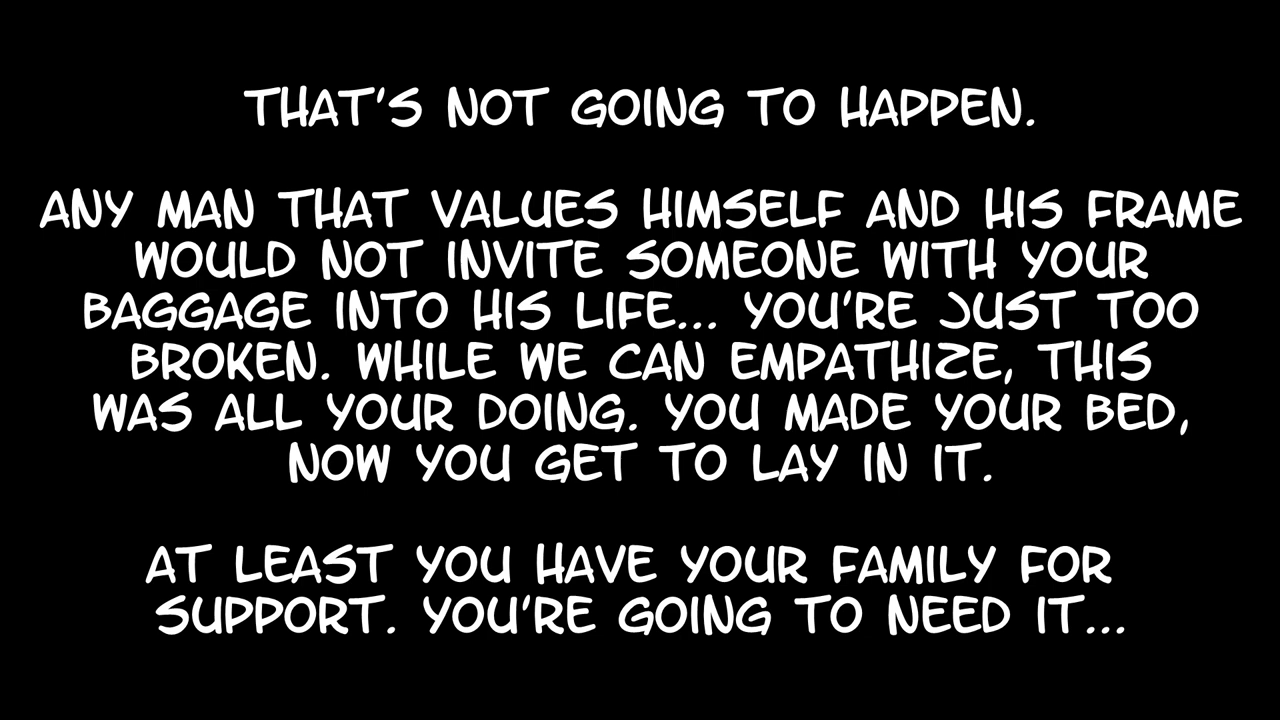 THAT'S NOT GOING TO HAPPEN.
ANY MAN THAT VALUES HIMSELF AND HIS FRAME
WOULD NOT INVITE SOMEONE WITH YOUR
BAGGAGE INTO HIS LIFE... YOU'RE JUST TOO
BROKEN. WHILE WE CAN EMPATHIZE, THIS
WAS ALL YOUR DOING. YOU MADE YOUR BED,
NOW YOU GET TO LAY IN IT.
AT LEAST YOU HAVE YOUR FAMILY FOR
SUPPORT. YOU'RE GOING TO NEED IT...